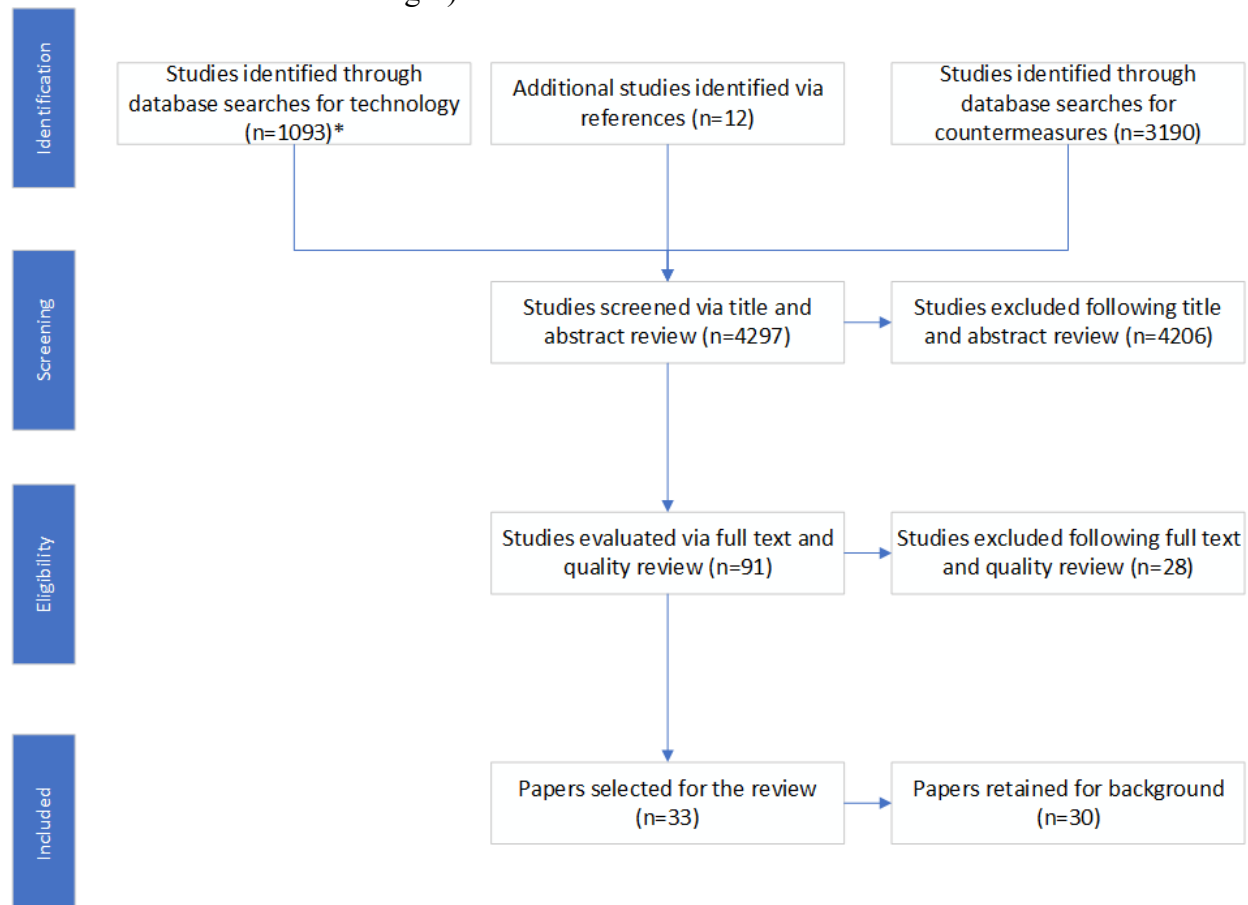 Identification
Studies identified through
database searches for technology
(n=1093)*
Additional studies identified via
references (n=12)
Studies identified through
database searches for
countermeasures (n=3190)
Screening
Studies screened via title and
abstract review (n=4297)
Studies excluded following title
and abstract review (n=4206)
Eligibility
Studies evaluated via full text and
quality review (n=91)
Studies excluded following full text
and quality review (n=28)
Included
Papers selected for the review
(n=33)
Papers retained for background
(n=30)